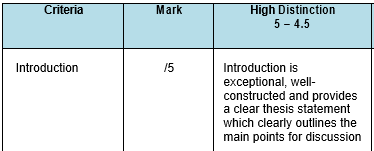 Criteria Mark High Distinction
5 – 4.5
Introduction /5 Introduction is
exceptional, well-
constructed and provides
a clear thesis statement
which clearly outlines the
main points for discussion